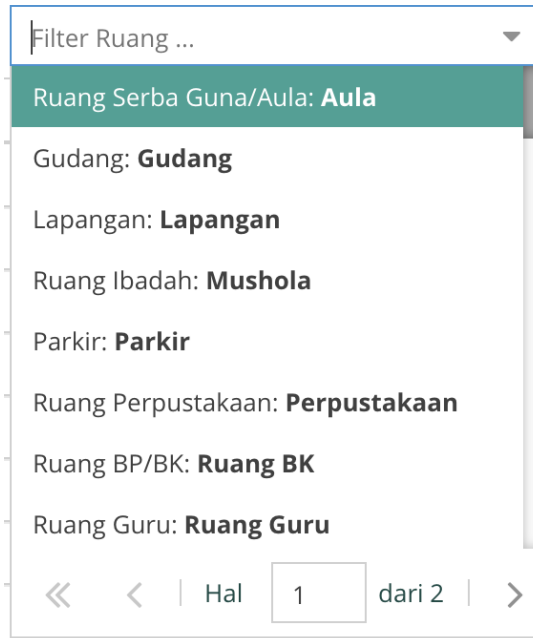 Filter Ruang ...
Ruang Serba Guna/Aula: Aula
Gudang: Gudang
Lapangan: Lapangan
Ruang Ibadah: Mushola
Parkir: Parkir
Ruang Perpustakaan: Perpustakaan
Ruang BP/BK: Ruang BK
Ruang Guru: Ruang Guru
Hal 1 dari 2